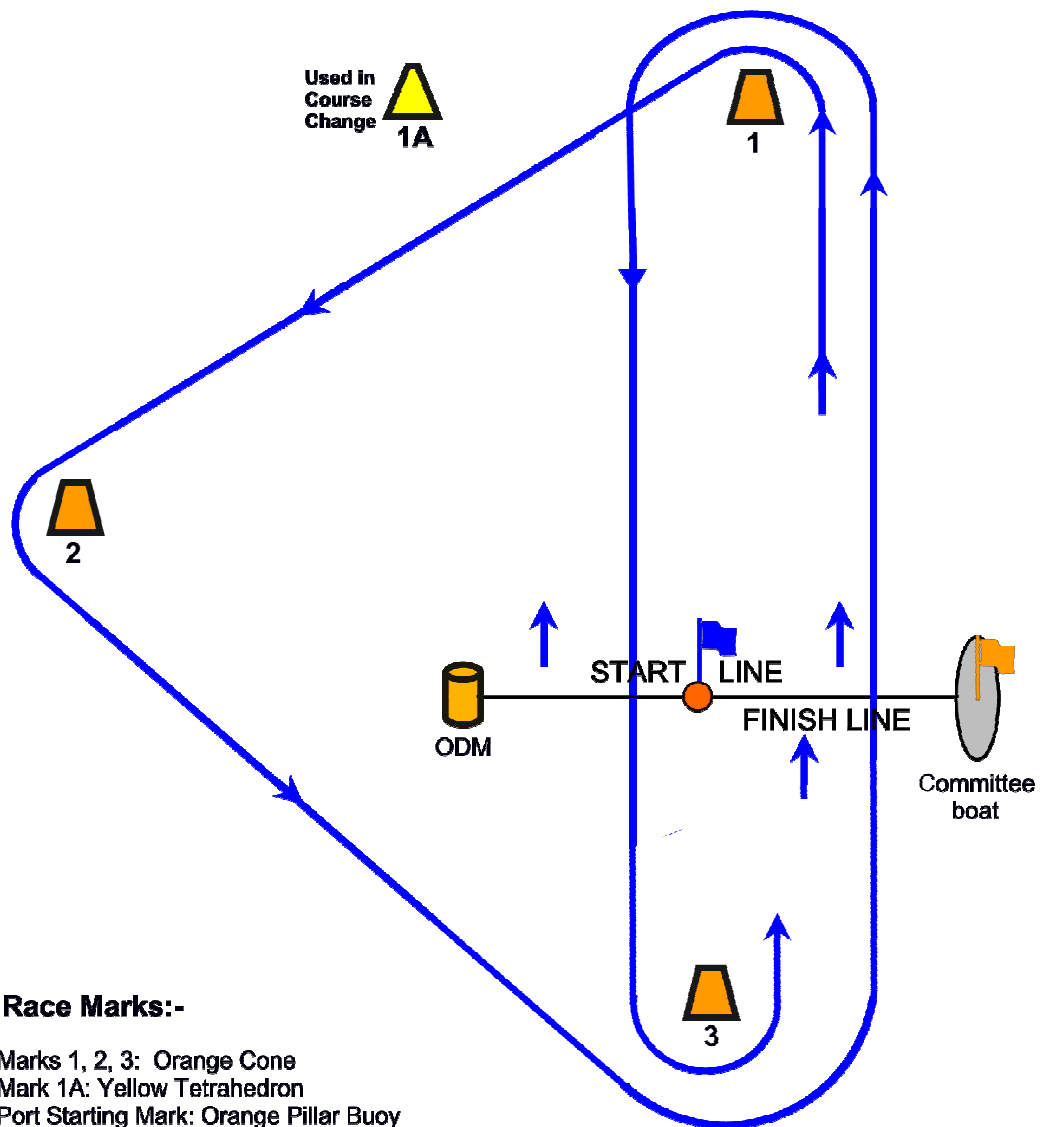 Used in
Course
Change
1A
1
2
START LINE
FINISH LINE
ODM
Committee
boat
3
Race Marks:-
Marks 1, 2, 3: Orange Cone
Mark 1A: Yellow Tetrahedron
Port Starting Mark: Orange Pillar Buoy